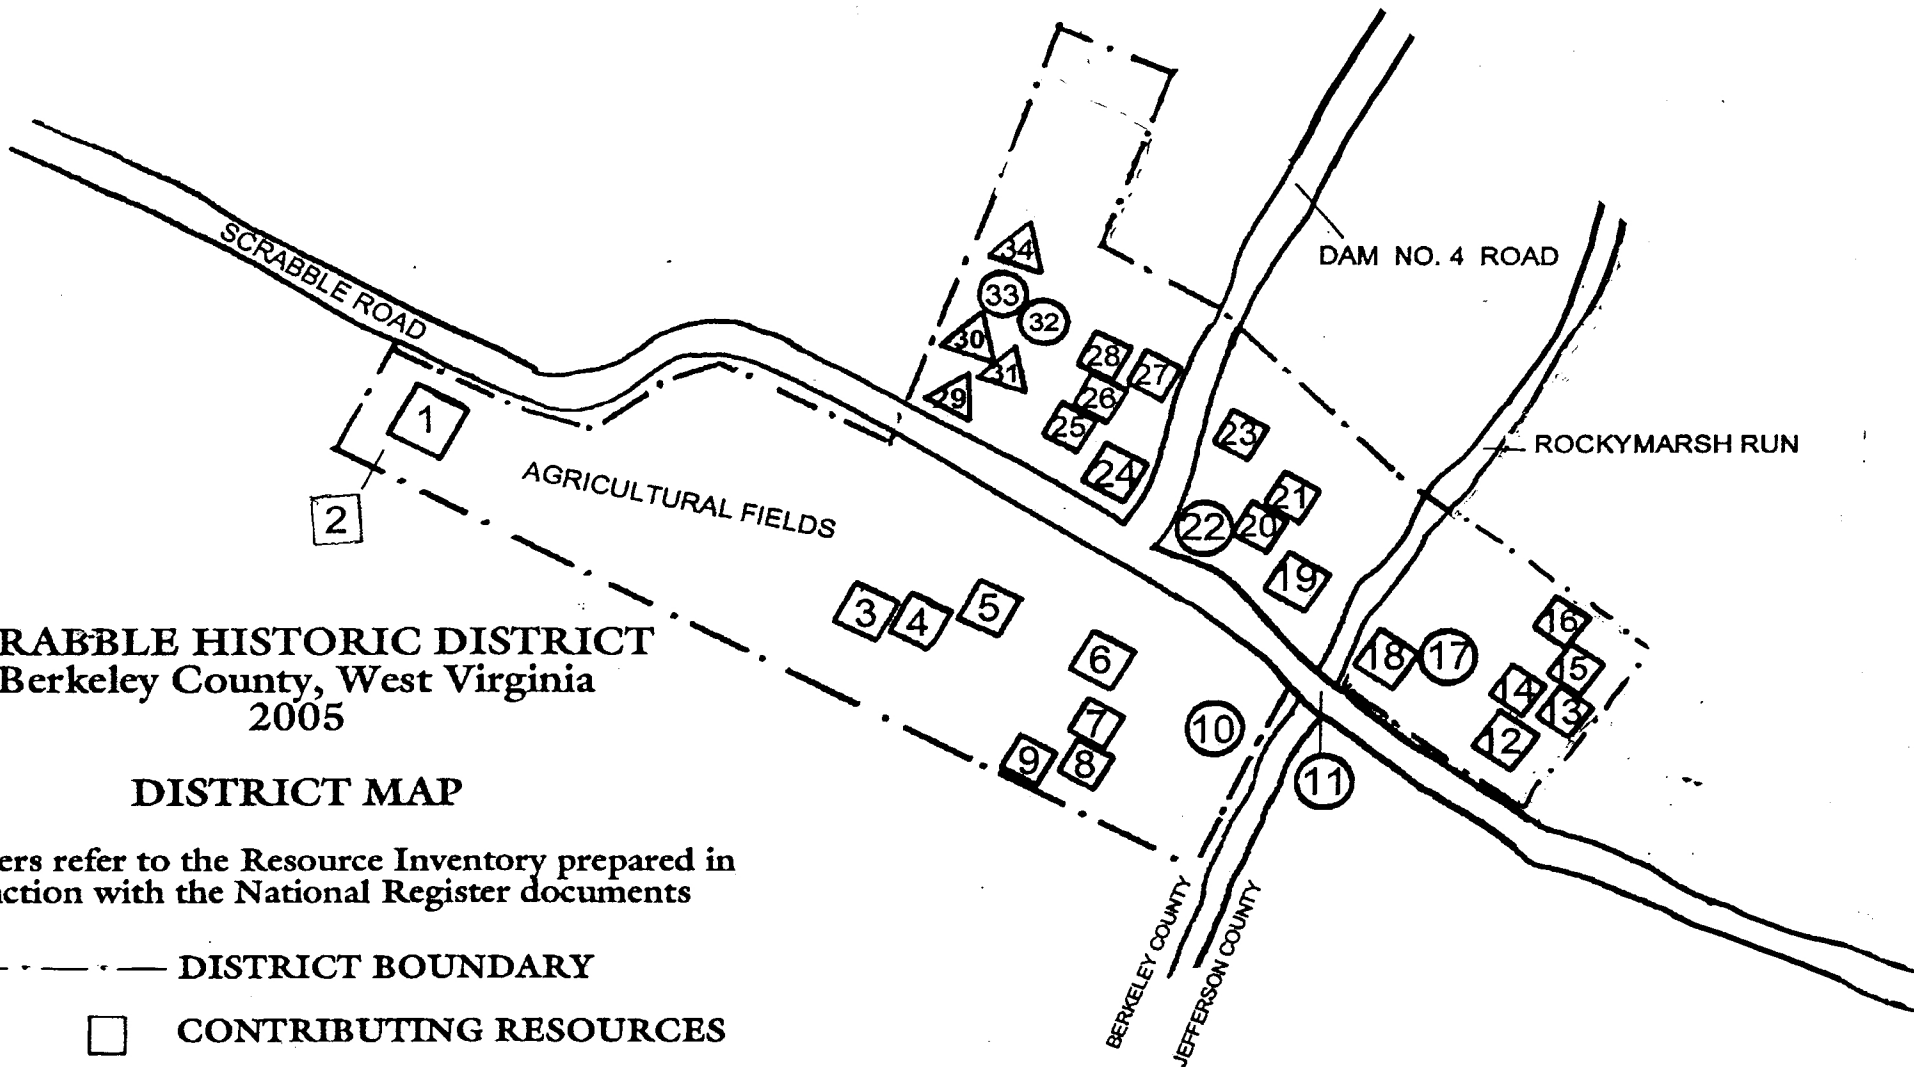 SCRABBLE ROAD
DAM NO. 4 ROAD
ROCKYMARSH RUN
AGRICULTURAL FIELDS
34
33
32
30
31
29
28
27
26
25
24
23
21
22
20
19
1
2
3
4
5
6
7
8
9
10
11
18
17
16
15
14
13
12
BERKELEY COUNTY
JEFFERSON COUNTY
RABBLE HISTORIC DISTRICT
Berkeley County, West Virginia
2005
DISTRICT MAP
ers refer to the Resource Inventory prepared in
ction with the National Register documents
DISTRICT BOUNDARY
CONTRIBUTING RESOURCES